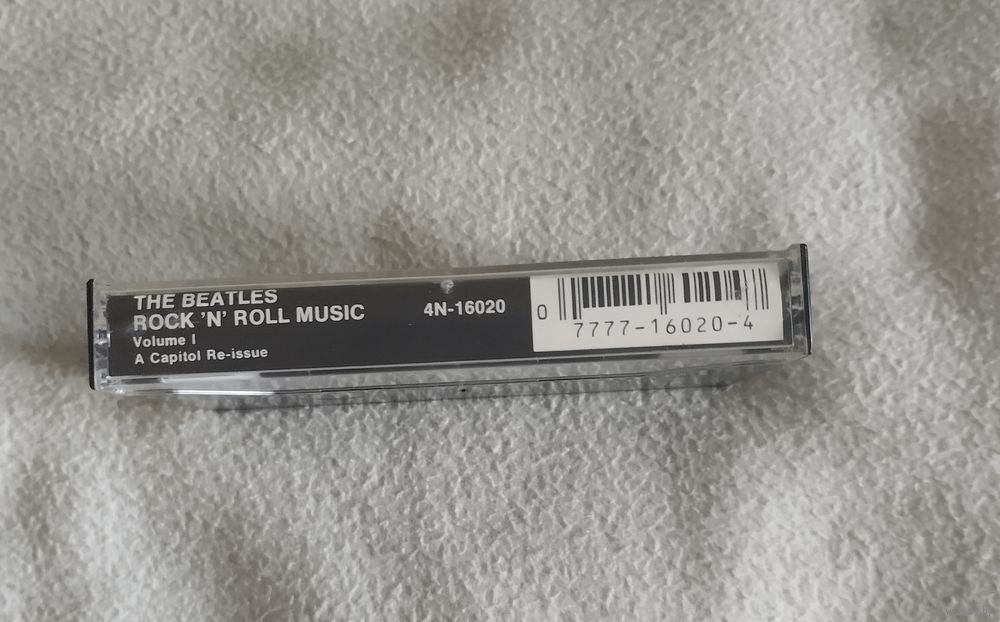 THE BEATLES
ROCK 'N' ROLL MUSIC
Volume I
A Capitol Re-issue
4N-16020
0 7777-16020-4